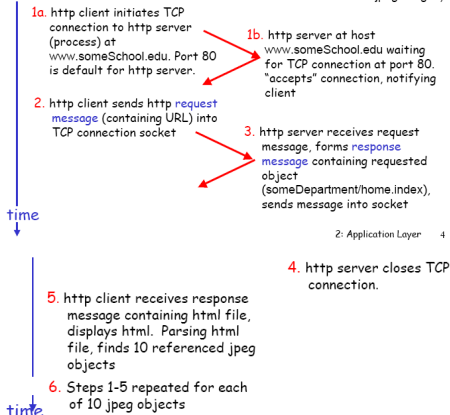 1a. http client initiates TCP
connection to http server
(process) at
www.someSchool.edu. Port 80
is default for http server.
1b. http server at host
www.someSchool.edu waiting
for TCP connection at port 80.
"accepts" connection, notifying
client
2. http client sends http request
message (containing URL) into
TCP connection socket
3. http server receives request
message, forms response
message containing requested
object
(someDepartment/home.index),
sends message into socket
time
2: Application Layer 4
4. http server closes TCP
connection.
5. http client receives response
message containing html file,
displays html. Parsing html
file, finds 10 referenced jpeg
objects
6. Steps 1-5 repeated for each
of 10 jpeg objects
time